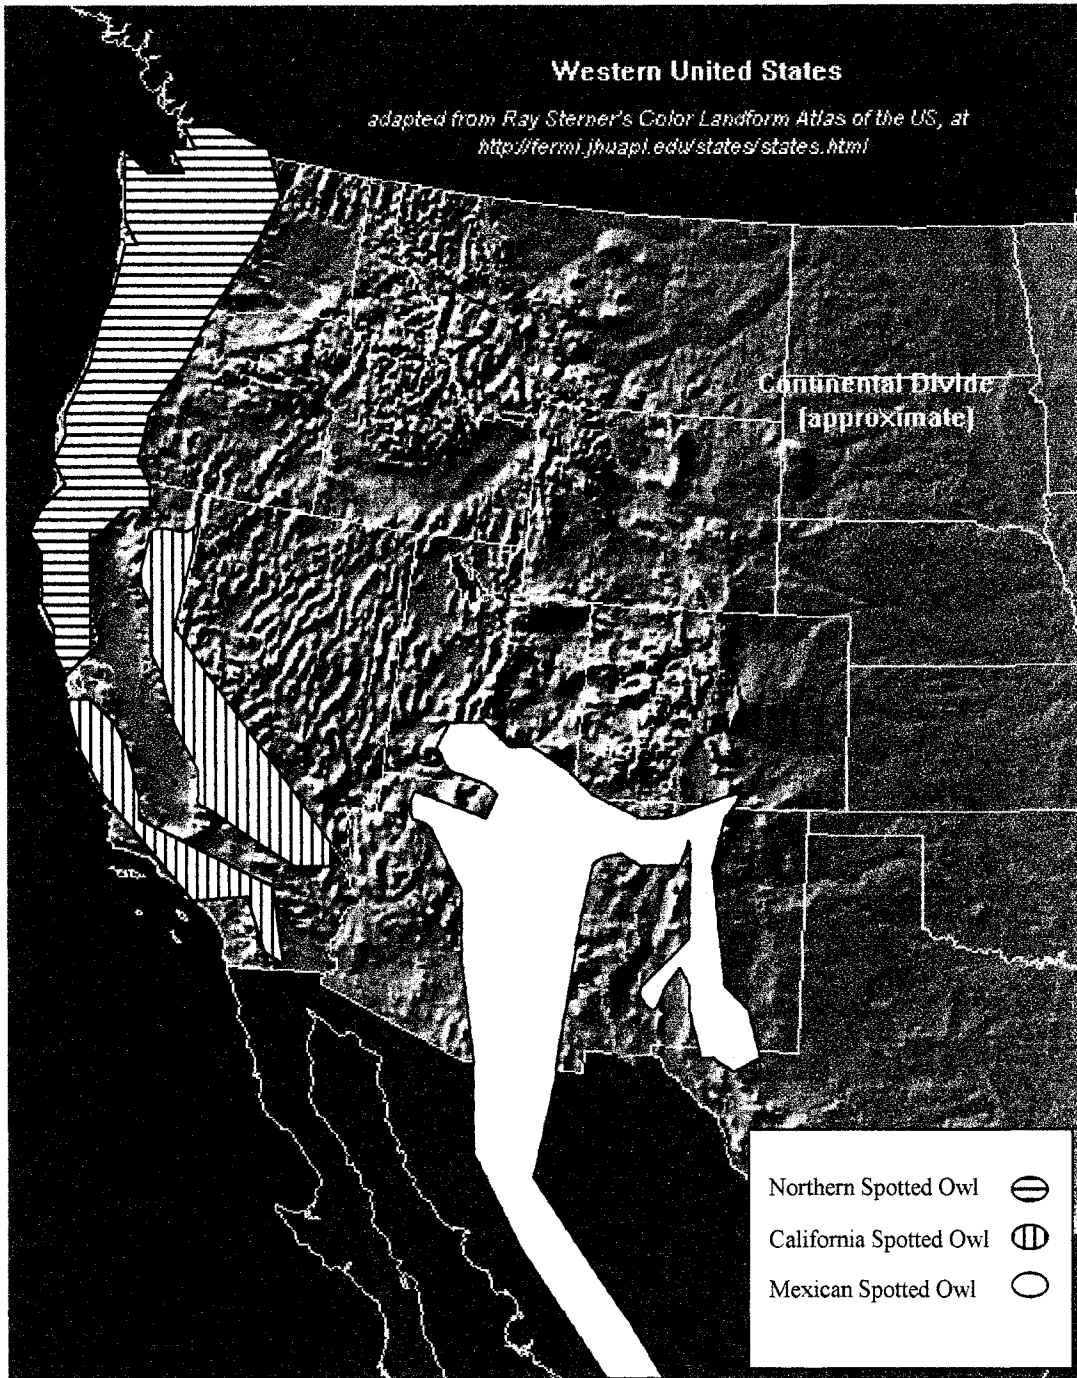 Western United States
adapted from Ray Sterner's Color Landform Atlas of the US, at
http://fermi.jhuapl.edu/states/states.html
Continental Divide
(approximate)
Northern Spotted Owl
California Spotted Owl
Mexican Spotted Owl